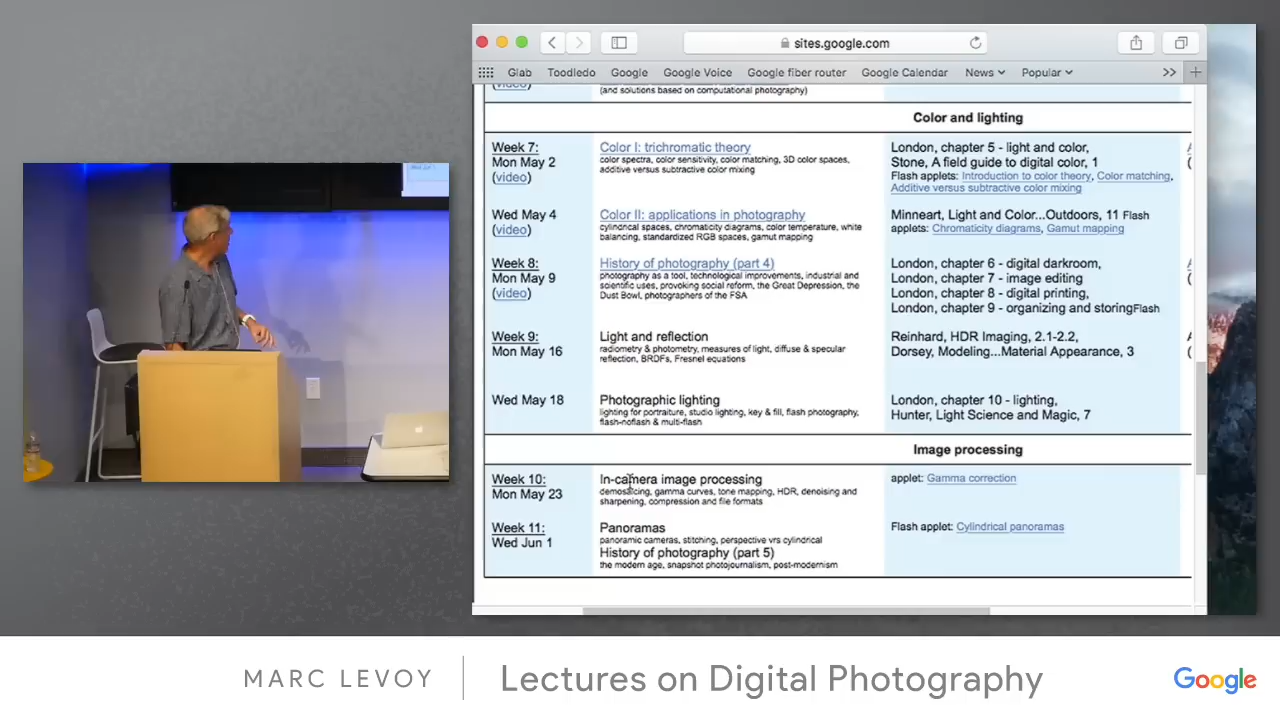 sites.google.com
Glab Toodledo Google Google Voice Google fiber router Google Calendar News Popular >> +
(video)
(and solutions based on computational photography)
Color and lighting
Week 7:
Mon May 2
(video)
Color I: trichromatic theory
color spectra, color sensitivity, color matching, 3D color spaces,
additive versus subtractive color mixing
London, chapter 5 - light and color,
Stone, A field guide to digital color, 1
Flash applets: Introduction to color theory, Color matching,
Additive versus subtractive color mixing
Wed May 4
(video)
Color II: applications in photography
cylindrical spaces, chromaticity diagrams, color temperature, white
balancing, standardized RGB spaces, gamut mapping
Minneart, Light and Color...Outdoors, 11 Flash
applets: Chromaticity diagrams, Gamut mapping
Week 8:
Mon May 9
(video)
History of photography (part 4)
photography as a tool, technological improvements, industrial and
scientific uses, provoking social reform, the Great Depression, the
Dust Bowl, photographers of the FSA
London, chapter 6 - digital darkroom,
London, chapter 7 - image editing
London, chapter 8 - digital printing,
London, chapter 9 - organizing and storingFlash
Week 9:
Mon May 16
Light and reflection
radiometry & photometry, measures of light, diffuse & specular
reflection, BRDFs, Fresnel equations
Reinhard, HDR Imaging, 2.1-2.2,
Dorsey, Modeling...Material Appearance, 3
Wed May 18
Photographic lighting
lighting for portraiture, studio lighting, key & fill, flash photography,
flash-noflash & multi-flash
London, chapter 10 - lighting,
Hunter, Light Science and Magic, 7
Image processing
Week 10:
Mon May 23
In-camera image processing
demosaicing, gamma curves, tone mapping, HDR, denoising and
sharpening, compression and file formats
applet: Gamma correction
Week 11:
Wed Jun 1
Panoramas
panoramic cameras, stitching, perspective vrs cylindrical
History of photography (part 5)
the modern age, snapshot photojournalism, post-modernism
Flash applet: Cylindrical panoramas
MARC LEVOY
Lectures on Digital Photography
Google